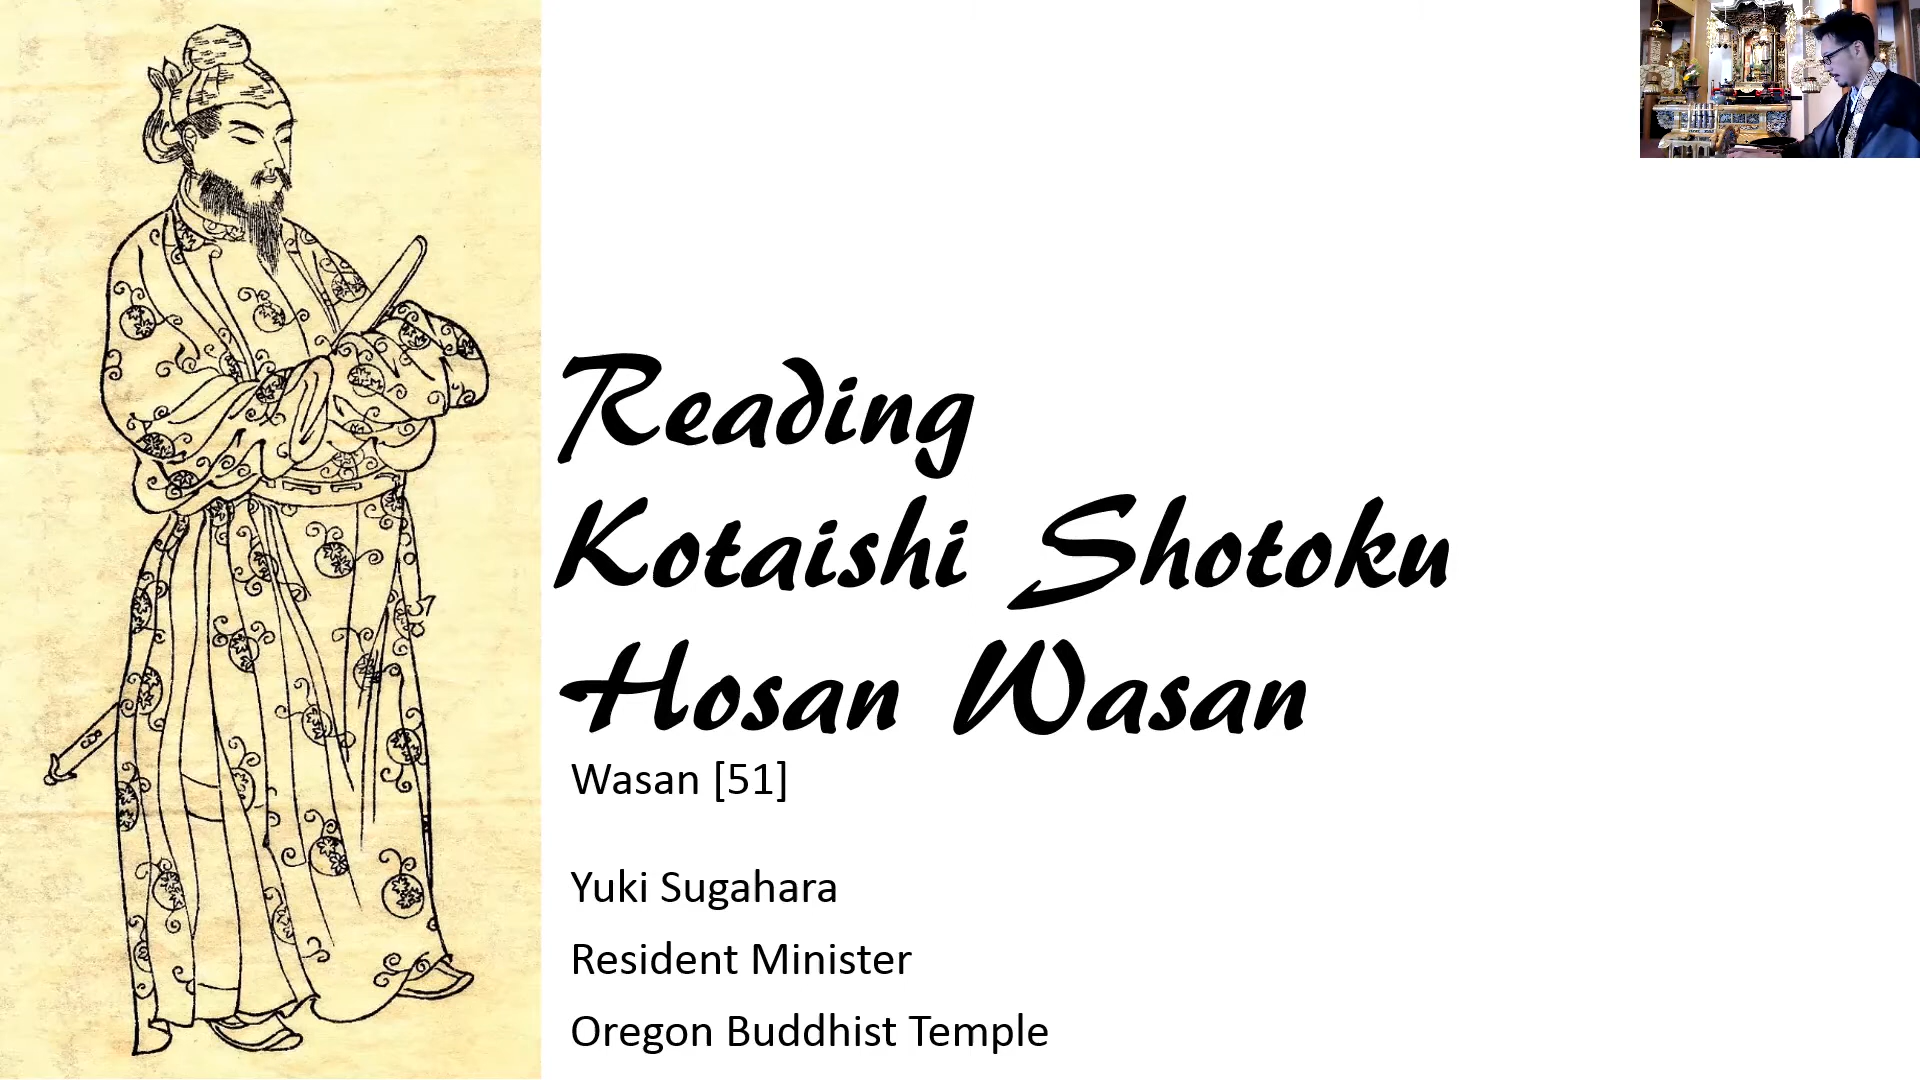 Reading
Kotaishi Shotoku
Hosan Wasan
Wasan [51]
Yuki Sugahara
Resident Minister
Oregon Buddhist Temple